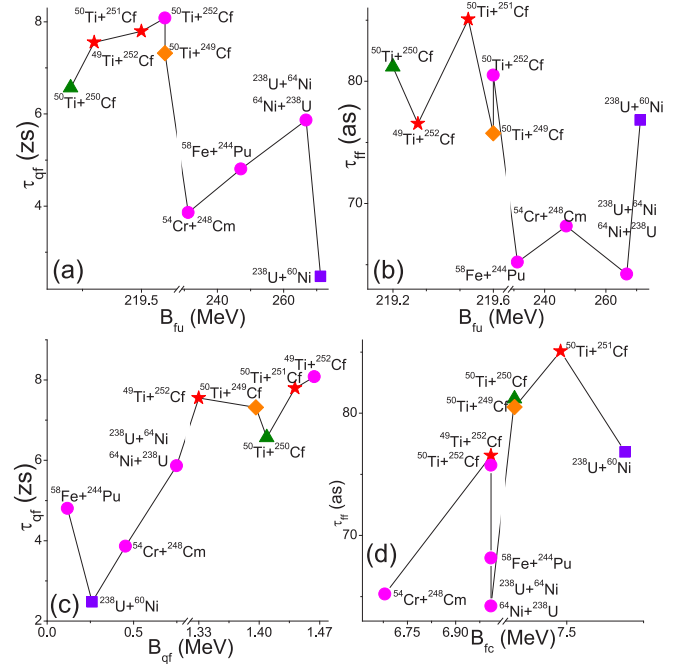 8
6
4
τqf (zs)
⁵⁰Ti+²⁵¹Cf
⁵⁰Ti+²⁵²Cf
⁴⁹Ti+²⁵²Cf
⁵⁰Ti+²⁴⁹Cf
⁵⁰Ti+²⁵⁰Cf
²³⁸U+⁶⁴Ni
⁶⁴Ni+²³⁸U
⁵⁸Fe+²⁴⁴Pu
⁵⁴Cr+²⁴⁸Cm
²³⁸U+⁶⁰Ni
(a)
219.5 240 260
Bfu (MeV)
80
70
τff (as)
⁵⁰Ti+²⁵¹Cf
⁵⁰Ti+²⁵⁰Cf
⁵⁰Ti+²⁵²Cf
²³⁸U+⁶⁰Ni
⁴⁹Ti+²⁵²Cf
⁵⁰Ti+²⁴⁹Cf
⁵⁴Cr+²⁴⁸Cm
²³⁸U+⁶⁴Ni
⁶⁴Ni+²³⁸U
⁵⁸Fe+²⁴⁴Pu
(b)
219.2 219.6 240 260
Bfu (MeV)
8
6
4
2
τqf (zs)
⁴⁹Ti+²⁵²Cf
⁵⁰Ti+²⁵¹Cf
⁴⁹Ti+²⁵²Cf
⁵⁰Ti+²⁴⁹Cf
²³⁸U+⁶⁴Ni
⁶⁴Ni+²³⁸U
⁵⁰Ti+²⁵⁰Cf
⁵⁸Fe+²⁴⁴Pu
⁵⁴Cr+²⁴⁸Cm
²³⁸U+⁶⁰Ni
(c)
0.0 0.5 1.33 1.40 1.47
Bqf (MeV)
80
70
τff (as)
⁵⁰Ti+²⁵¹Cf
⁵⁰Ti+²⁵⁰Cf
⁵⁰Ti+²⁴⁹Cf
⁴⁹Ti+²⁵²Cf
⁵⁰Ti+²⁵²Cf
²³⁸U+⁶⁰Ni
⁵⁸Fe+²⁴⁴Pu
²³⁸U+⁶⁴Ni
⁵⁴Cr+²⁴⁸Cm
⁶⁴Ni+²³⁸U
(d)
6.75 6.90 7.5
Bfc (MeV)